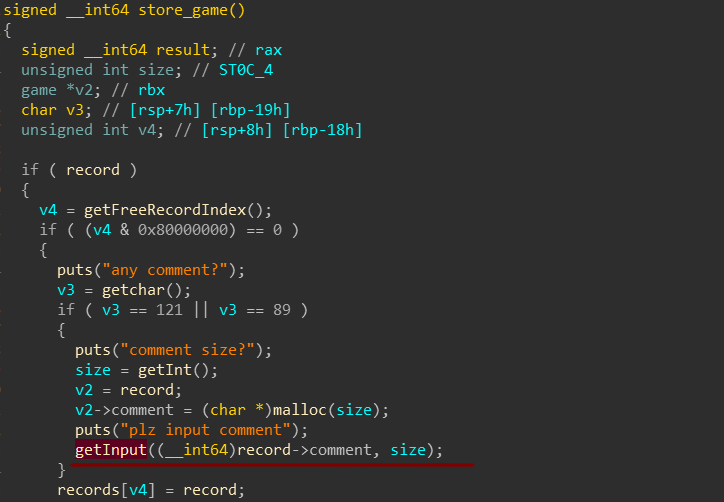 signed __int64 store_game()
{
signed __int64 result; // rax
unsigned int size; // ST0C_4
game *v2; // rbx
char v3; // [rsp+7h] [rbp-19h]
unsigned int v4; // [rsp+8h] [rbp-18h]
if ( record )
{
v4 = getFreeRecordIndex();
if ( (v4 & 0x80000000) == 0 )
{
puts("any comment?");
v3 = getchar();
if ( v3 == 121 || v3 == 89 )
{
puts("comment size?");
size = getInt();
v2 = record;
v2->comment = (char *)malloc(size);
puts("plz input comment");
getInput((__int64)record->comment, size);
}
records[v4] = record;